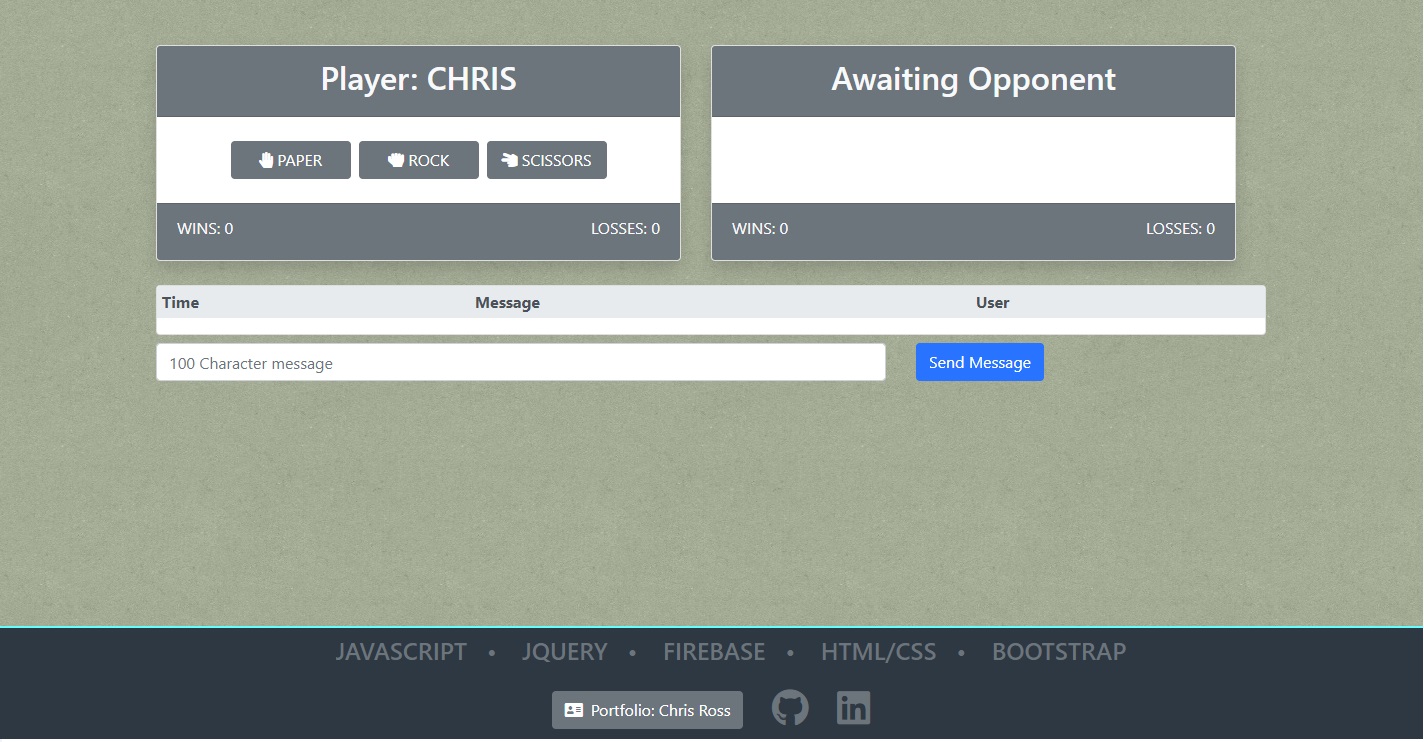 Player: CHRIS
Awaiting Opponent
PAPER ROCK SCISSORS
WINS: 0 LOSSES: 0
WINS: 0 LOSSES: 0
Time Message User
100 Character message
Send Message
JAVASCRIPT • JQUERY • FIREBASE • HTML/CSS • BOOTSTRAP
Portfolio: Chris Ross
in